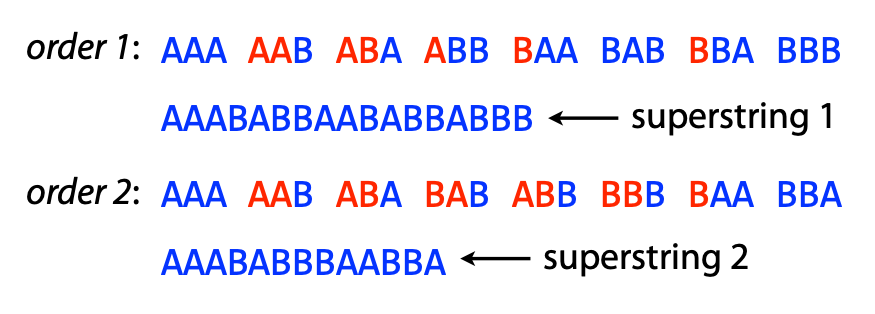 order 1: AAA AAB ABA ABB BAA BAB BBA BBB
AAABABBAABABBABBB ← superstring 1
order 2: AAA AAB ABA BAB ABB BBB BAA BBA
AAABABBBAABBA ← superstring 2